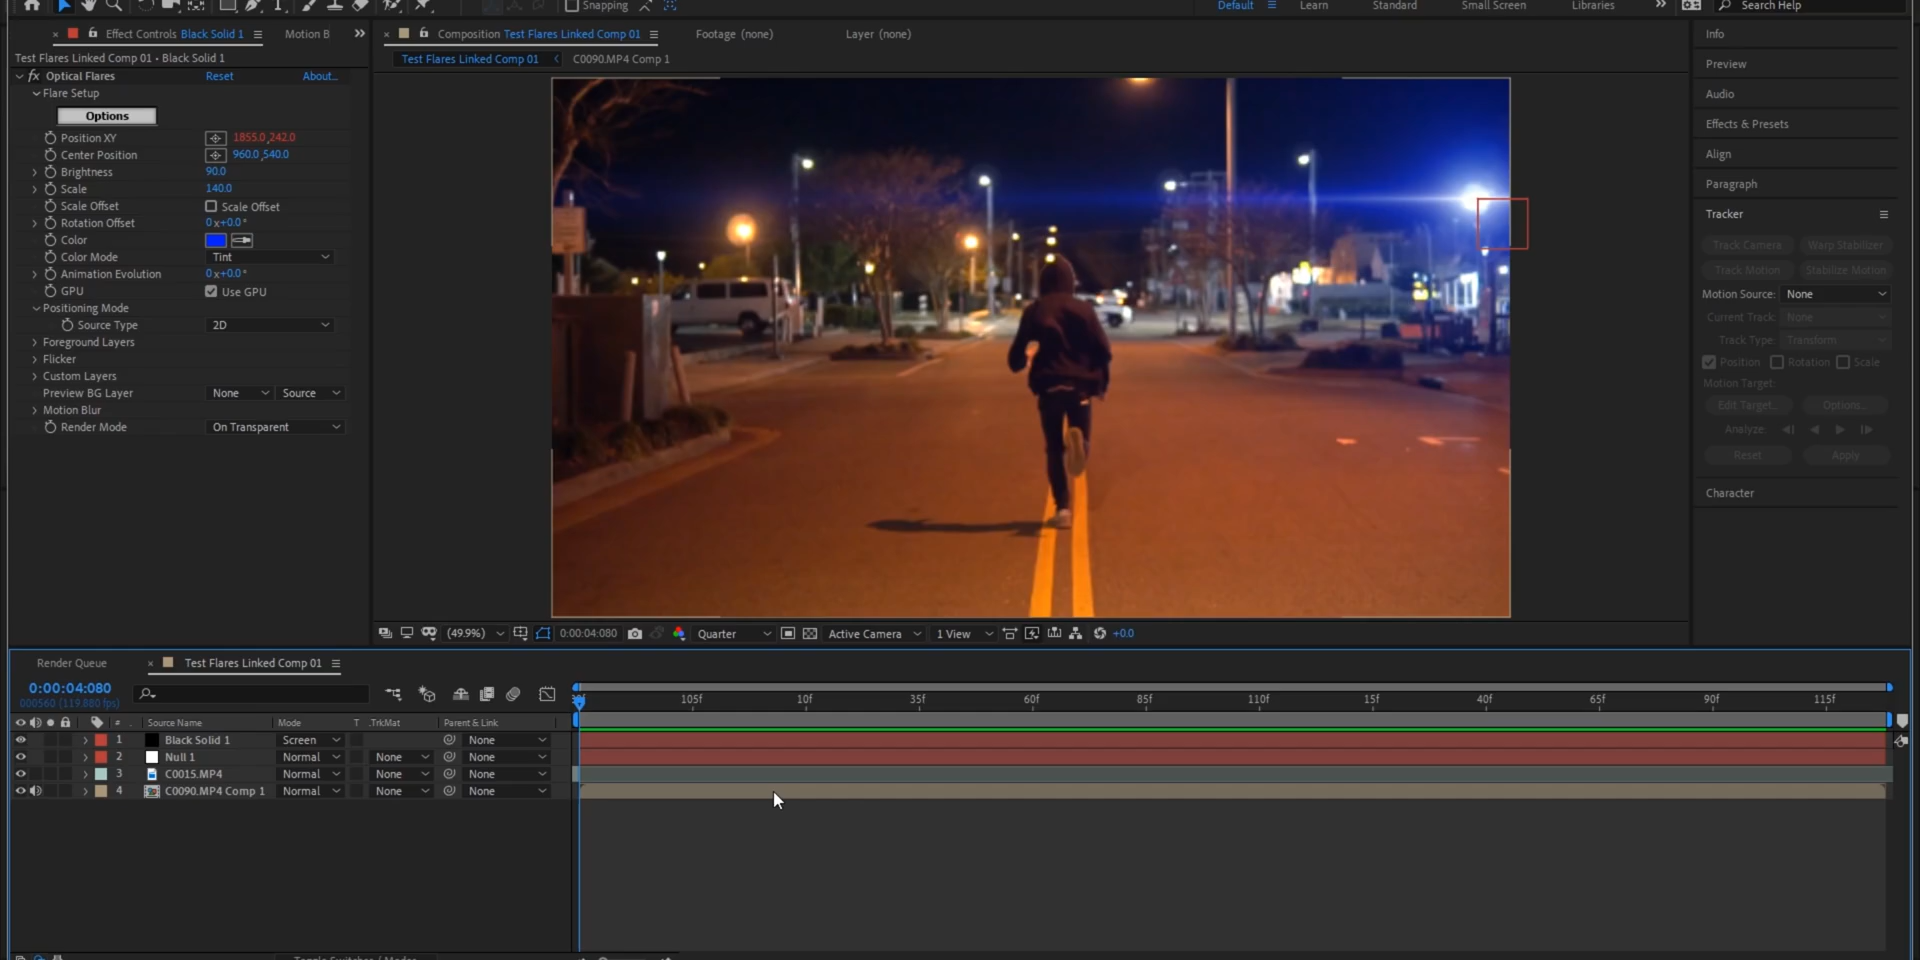 Snapping
Default
Learn
Standard
Small Screen
Libraries
Search Help
Effect Controls Black Solid 1
Motion B
Composition Test Flares Linked Comp 01
Footage (none)
Layer (none)
Info
Test Flares Linked Comp 01 • Black Solid 1
Test Flares Linked Comp 01
C0090.MP4 Comp 1
Preview
fx Optical Flares
Reset
About...
Flare Setup
Audio
Options
Effects & Presets
Position XY 1855.0,242.0
Center Position 960.0,540.0
Align
Brightness 90.0
Scale 140.0
Paragraph
Scale Offset Scale Offset
Rotation Offset 0x+0.0°
Tracker
Color
Color Mode Tint
Track Camera
Warp Stabilizer
Animation Evolution 0x+0.0°
Track Motion
Stabilize Motion
GPU Use GPU
Motion Source: None
Positioning Mode
Current Track: None
Source Type 2D
Track Type: Transform
Foreground Layers
Flicker
Position Rotation Scale
Custom Layers
Motion Target:
Preview BG Layer None Source
Edit Target...
Options...
Motion Blur
Render Mode On Transparent
Analyze:
Reset
Apply
Character
(49.9%)
0:00:04:080
Quarter
Active Camera
1 View
+0.0
Render Queue
Test Flares Linked Comp 01
0:00:04:080
000560 (119.880 fps)
105f
10f
35f
60f
85f
110f
15f
40f
65f
90f
115f
# Source Name Mode T .TrkMat Parent & Link
1 Black Solid 1 Screen None
2 Null 1 Normal None None
3 C0015.MP4 Normal None None
4 C0090.MP4 Comp 1 Normal None None